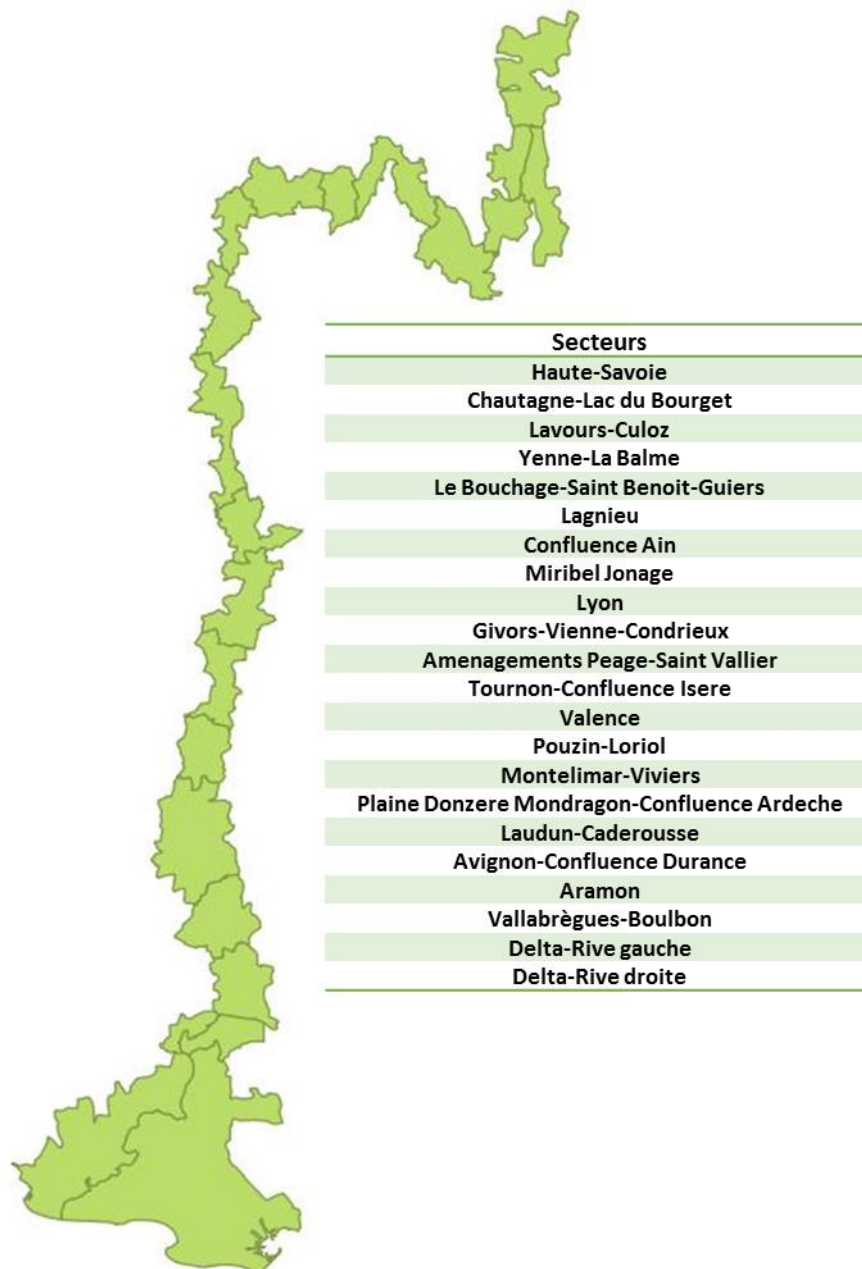 Secteurs
Haute-Savoie
Chautagne-Lac du Bourget
Lavours-Culoz
Yenne-La Balme
Le Bouchage-Saint Benoit-Guiers
Lagnieu
Confluence Ain
Miribel Jonage
Lyon
Givors-Vienne-Condrieux
Amenagements Peage-Saint Vallier
Tournon-Confluence Isere
Valence
Pouzin-Loriol
Montelimar-Viviers
Plaine Donzere Mondragon-Confluence Ardeche
Laudun-Caderousse
Avignon-Confluence Durance
Aramon
Vallabrègues-Boulbon
Delta-Rive gauche
Delta-Rive droite